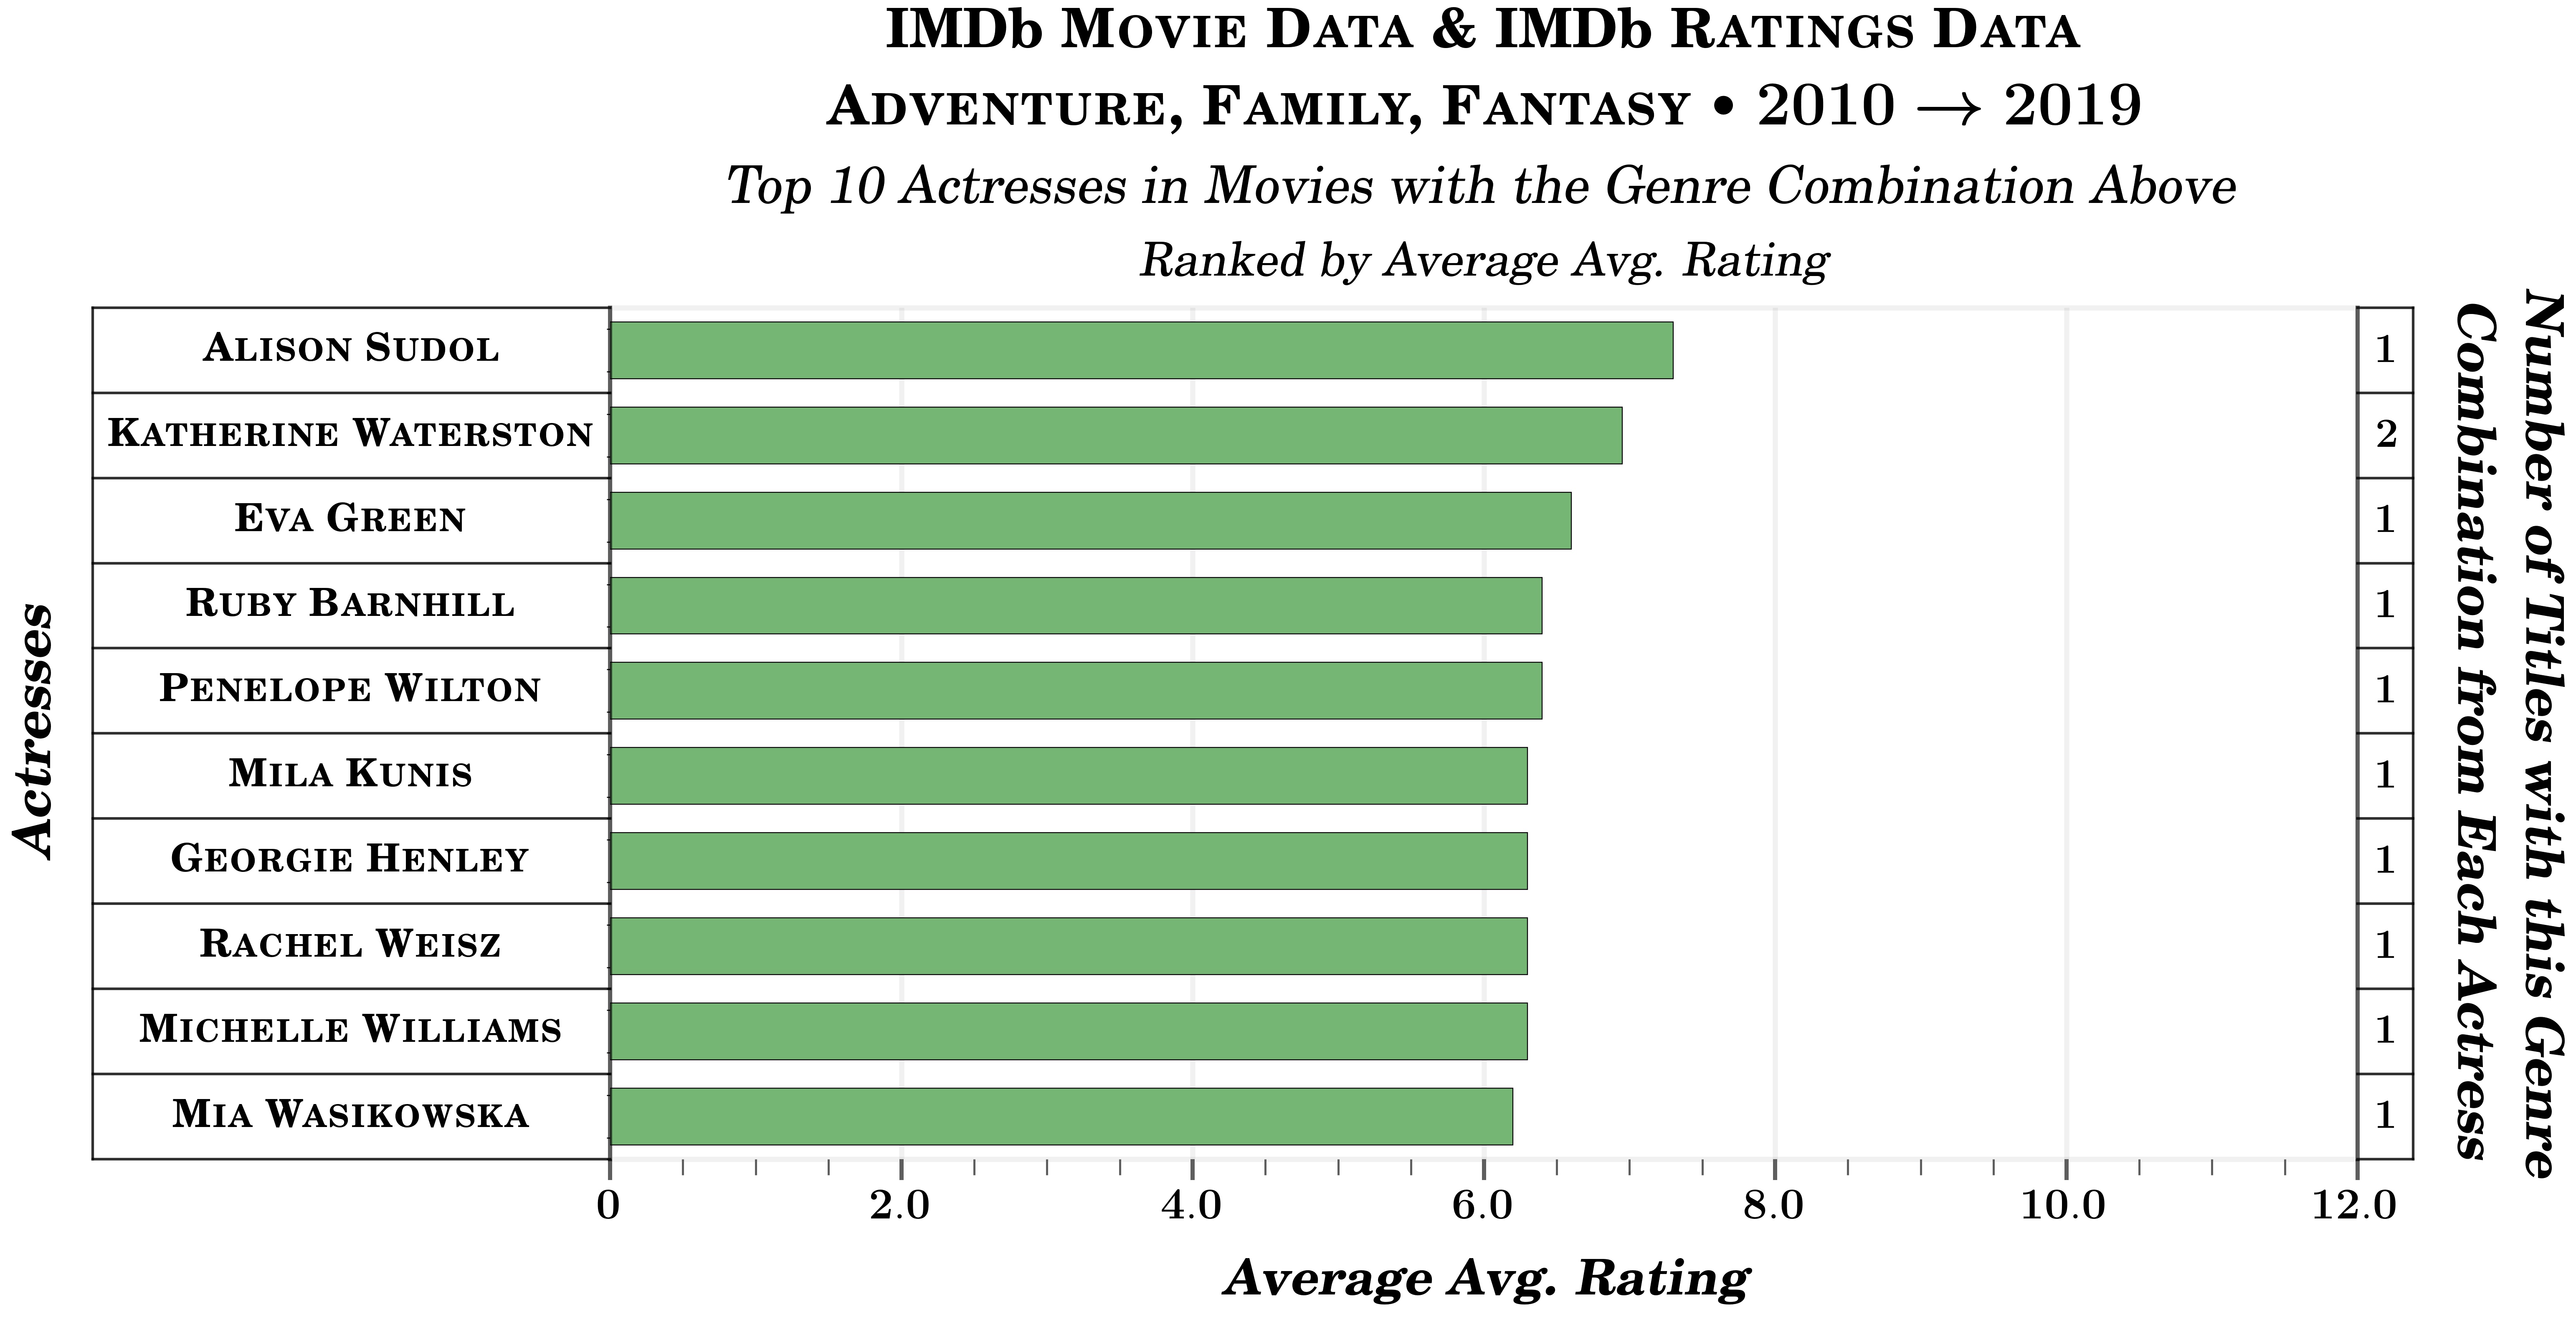 IMDb Movie Data & IMDb Ratings Data
Adventure, Family, Fantasy • 2010 → 2019
Top 10 Actresses in Movies with the Genre Combination Above
Ranked by Average Avg. Rating
Actresses
Alison Sudol 1
Katherine Waterston 2
Eva Green 1
Ruby Barnhill 1
Penelope Wilton 1
Mila Kunis 1
Georgie Henley 1
Rachel Weisz 1
Michelle Williams 1
Mia Wasikowska 1
0 2.0 4.0 6.0 8.0 10.0 12.0
Average Avg. Rating
Number of Titles with this Genre
Combination from Each Actress